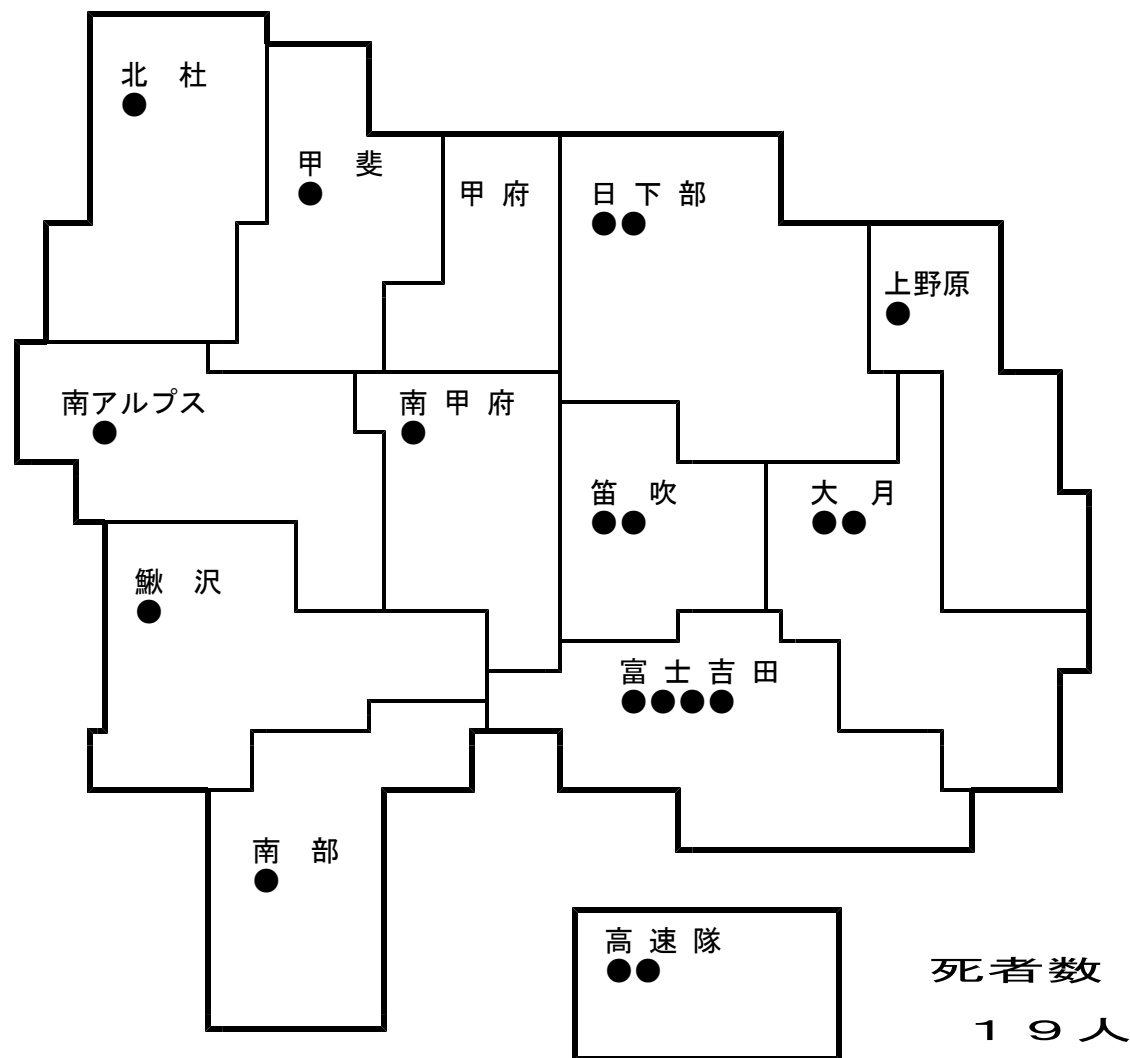 北　杜
●
甲　斐
●
甲 府
日 下 部
●●
上野原
●
南アルプス
●
南 甲 府
●
笛　吹
●●
大　月
●●
鰍　沢
●
富 士 吉 田
●●●●
南　部
●
高 速 隊
●●
死者数
１９人